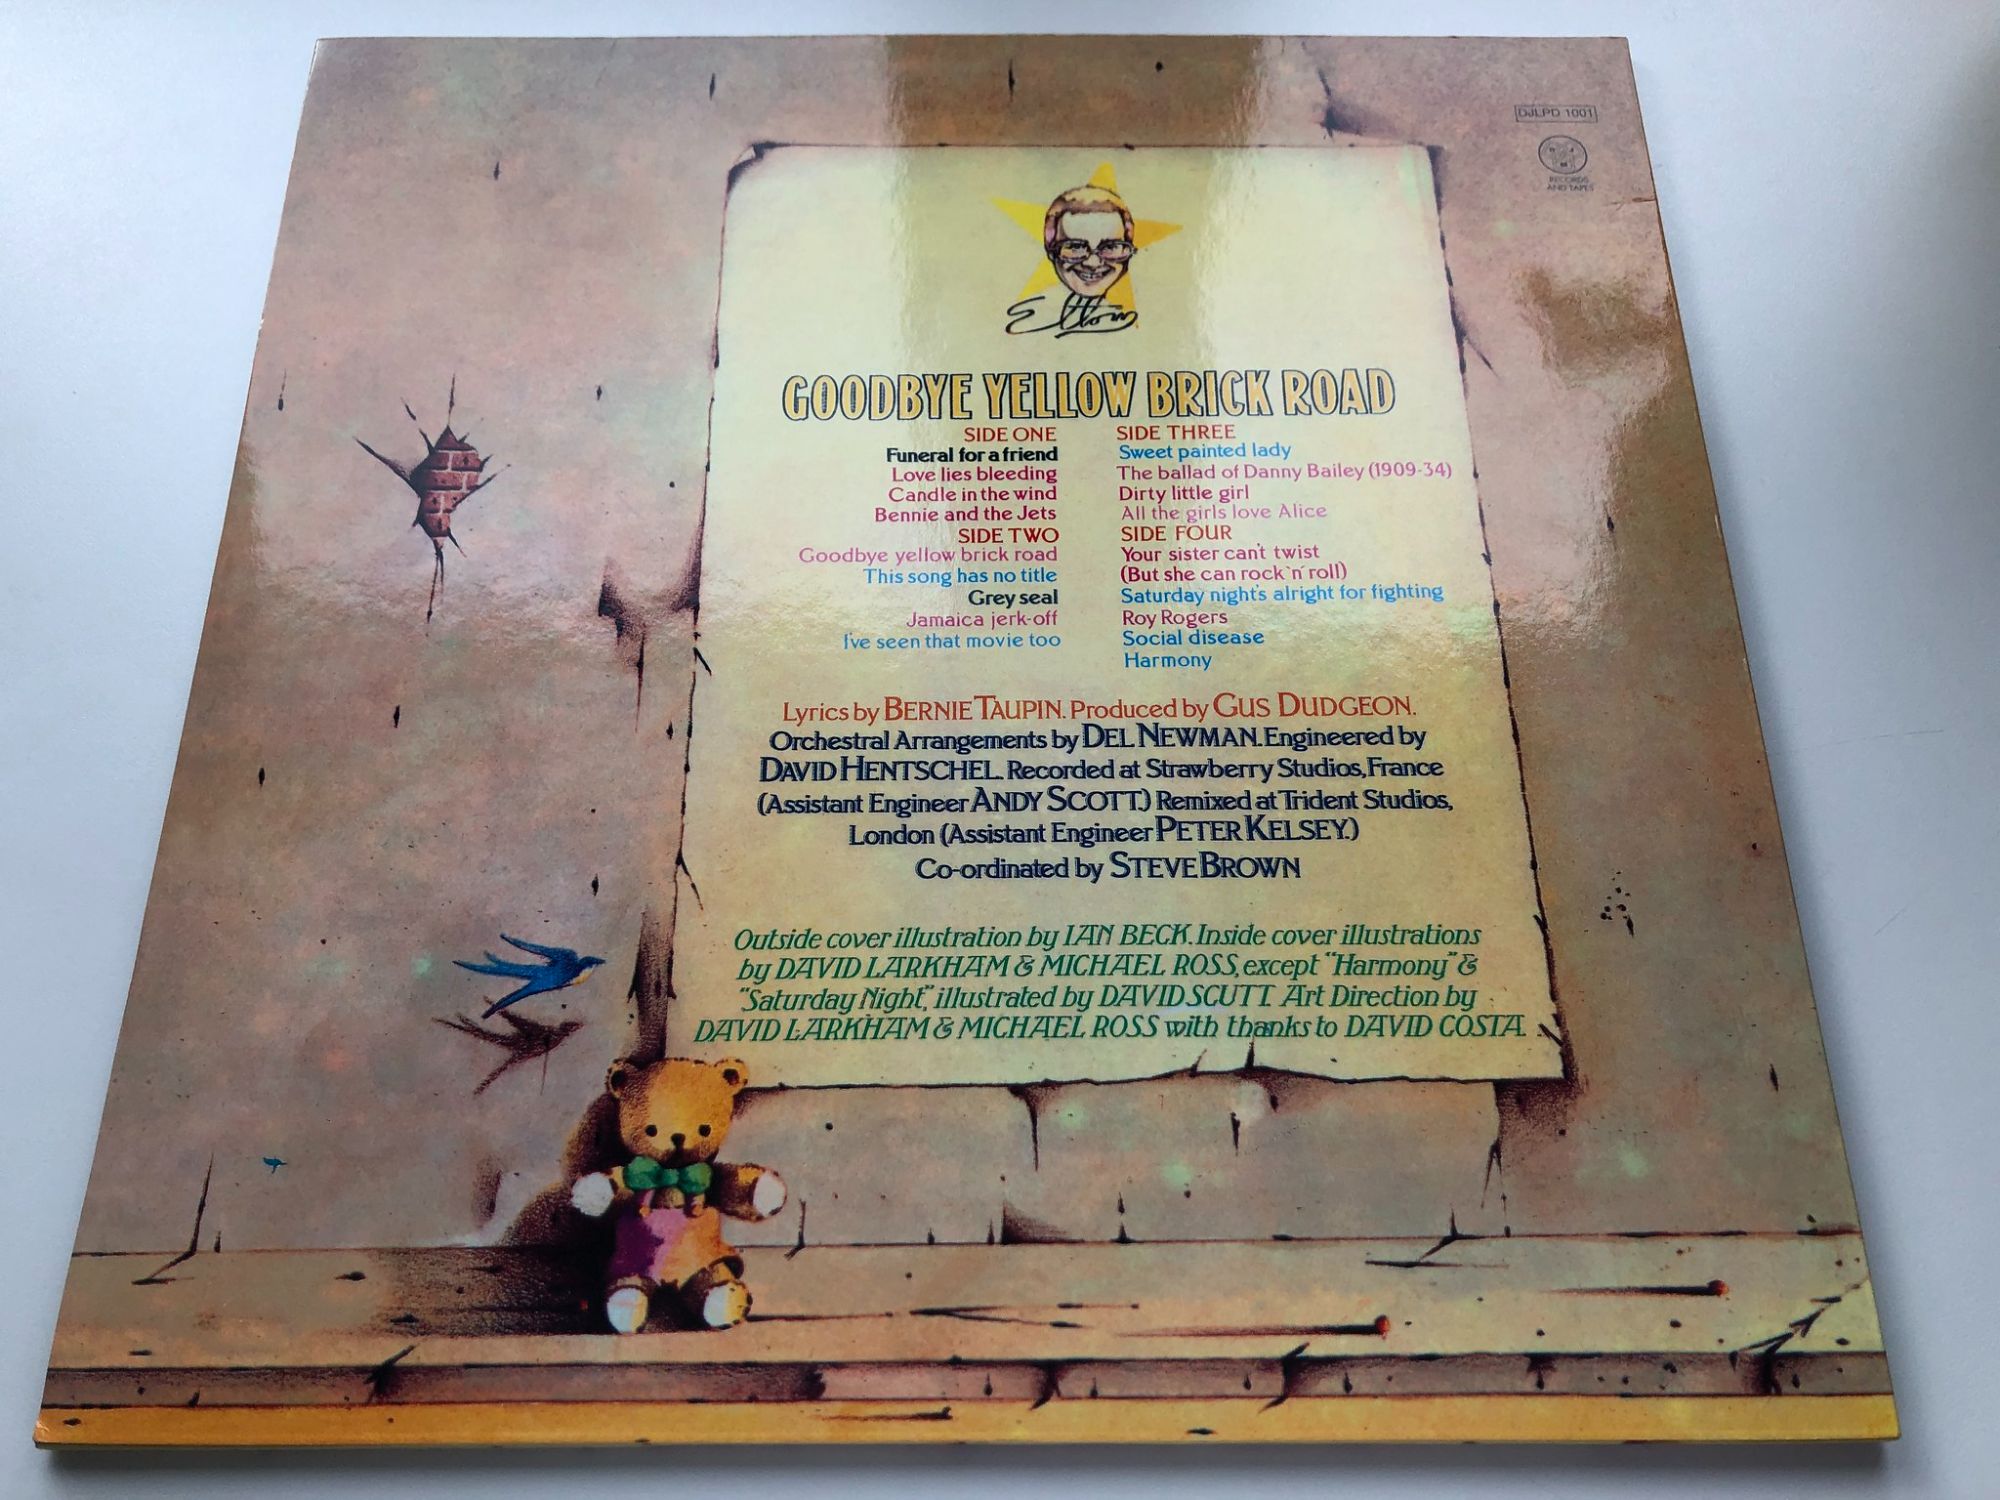 DJLPD 1001
RECORDS
AND TAPES
Elton
GOODBYE YELLOW BRICK ROAD
SIDE ONE
Funeral for a friend
Love lies bleeding
Candle in the wind
Bennie and the Jets
SIDE TWO
Goodbye yellow brick road
This song has no title
Grey seal
Jamaica jerk-off
I've seen that movie too
SIDE THREE
Sweet painted lady
The ballad of Danny Bailey (1909-34)
Dirty little girl
All the girls love Alice
SIDE FOUR
Your sister can't twist
(But she can rock 'n' roll)
Saturday night's alright for fighting
Roy Rogers
Social disease
Harmony
Lyrics by BERNIE TAUPIN. Produced by GUS DUDGEON.
Orchestral Arrangements by DEL NEWMAN. Engineered by
DAVID HENTSCHEL. Recorded at Strawberry Studios, France
(Assistant Engineer ANDY SCOTT.) Remixed at Trident Studios,
London (Assistant Engineer PETER KELSEY.)
Co-ordinated by STEVE BROWN
Outside cover illustration by IAN BECK. Inside cover illustrations
by DAVID LARKHAM & MICHAEL ROSS, except "Harmony" &
"Saturday Night", illustrated by DAVID SCUTT. Art Direction by
DAVID LARKHAM & MICHAEL ROSS with thanks to DAVID COSTA.